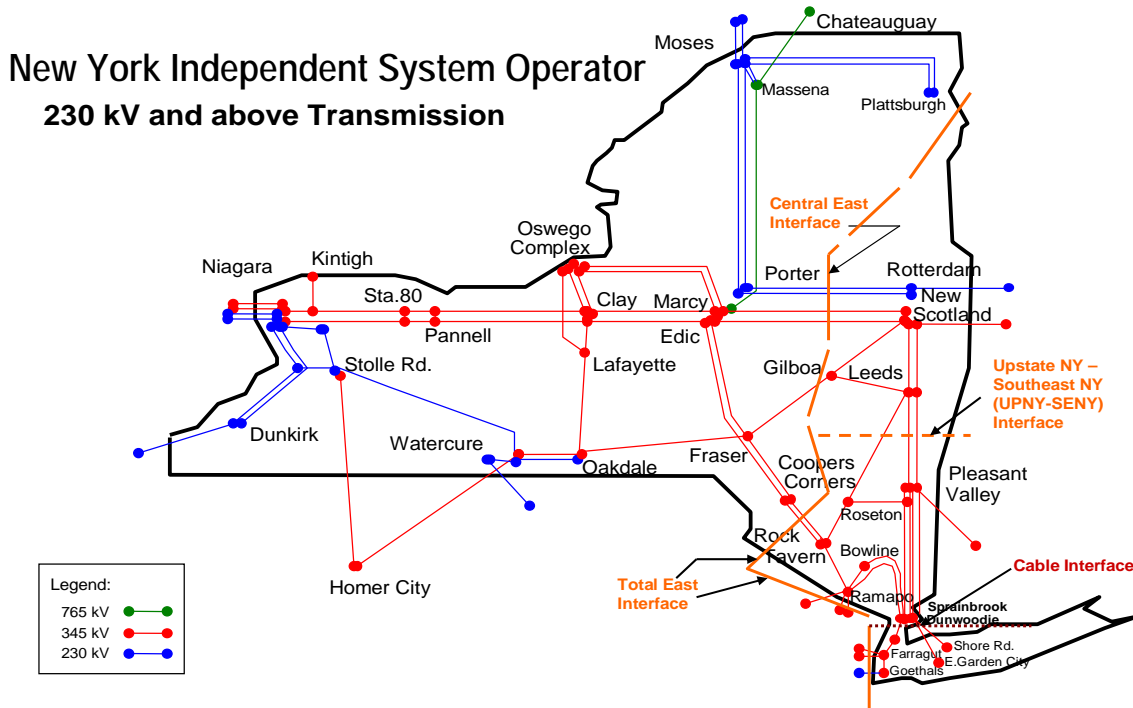 New York Independent System Operator
230 kV and above Transmission
Chateauguay
Moses
Massena
Plattsburgh
Central East
Interface
Oswego
Complex
Niagara
Kintigh
Porter
Rotterdam
Sta.80
Clay
Marcy
New
Scotland
Pannell
Edic
Stolle Rd.
Lafayette
Gilboa
Leeds
Upstate NY –
Southeast NY
(UPNY-SENY)
Interface
Dunkirk
Watercure
Oakdale
Fraser
Coopers
Corners
Pleasant
Valley
Roseton
Rock
Tavern
Bowline
Homer City
Total East
Interface
Ramapo
Cable Interface
Sprainbrook
Dunwoodie
Shore Rd.
Farragut
E.Garden City
Goethals
Legend:
765 kV
345 kV
230 kV